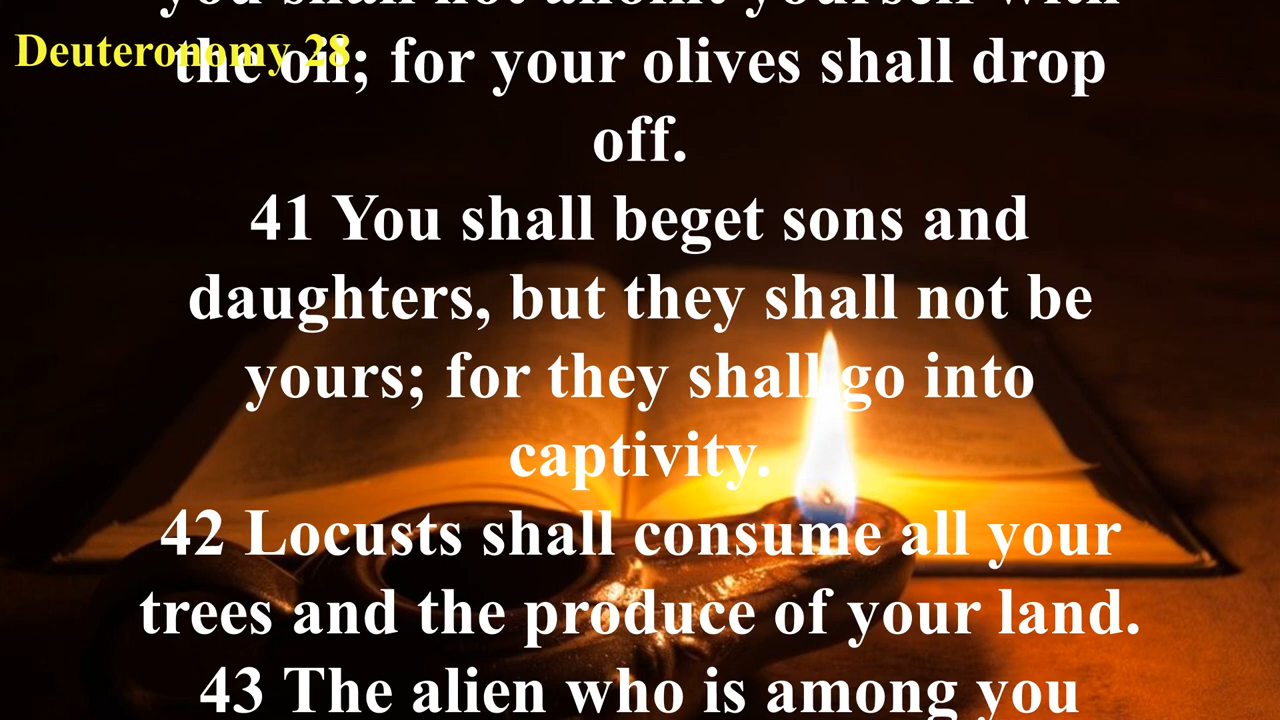 you shall not anoint yourself with
Deuteronomy 28
the oil; for your olives shall drop
off.
41 You shall beget sons and
daughters, but they shall not be
yours; for they shall go into
captivity.
42 Locusts shall consume all your
trees and the produce of your land.
43 The alien who is among you